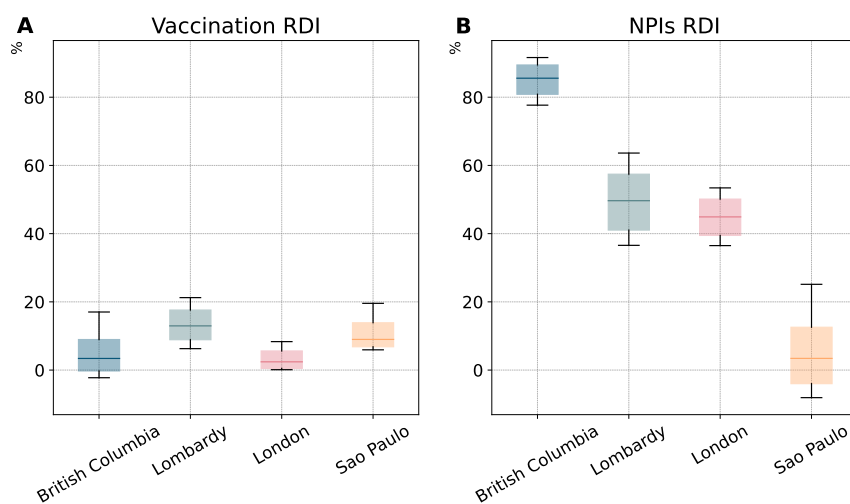 A
Vaccination RDI
%
80
60
40
20
0
British Columbia
Lombardy
London
Sao Paulo
B
NPIs RDI
%
80
60
40
20
0
British Columbia
Lombardy
London
Sao Paulo